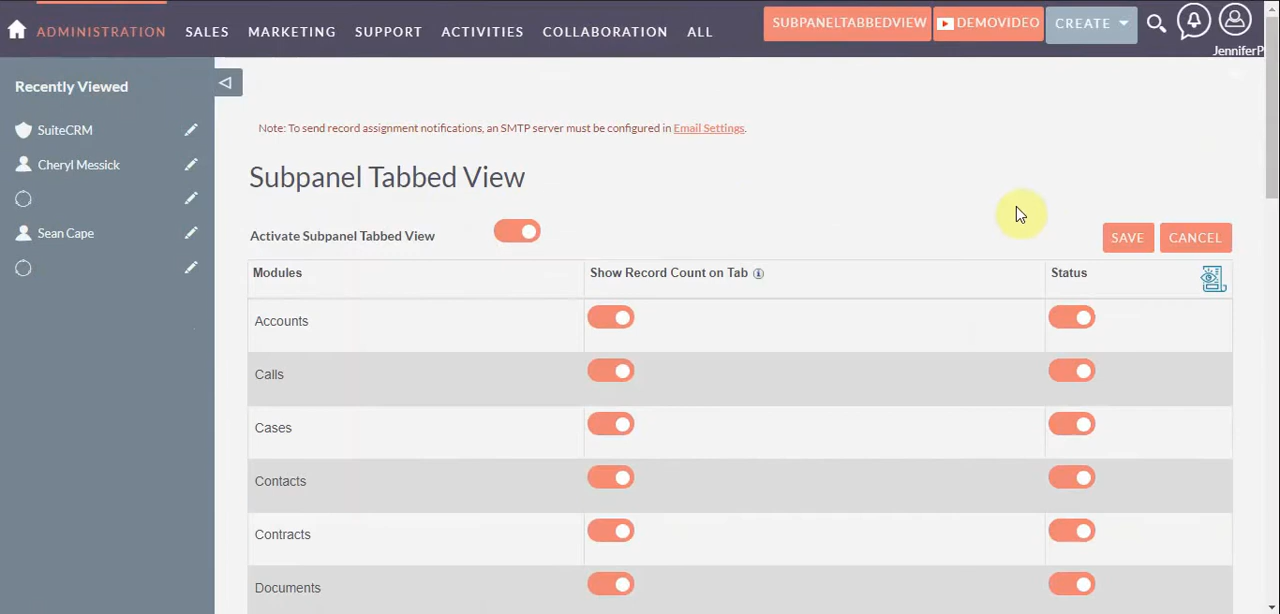 ADMINISTRATION SALES MARKETING SUPPORT ACTIVITIES COLLABORATION ALL SUBPANELTABBEDVIEW DEMOVIDEO CREATE
JenniferP
Recently Viewed
SuiteCRM
Cheryl Messick
Sean Cape
Note: To send record assignment notifications, an SMTP server must be configured in Email Settings.
Subpanel Tabbed View
Activate Subpanel Tabbed View SAVE CANCEL
Modules Show Record Count on Tab Status
Accounts
Calls
Cases
Contacts
Contracts
Documents